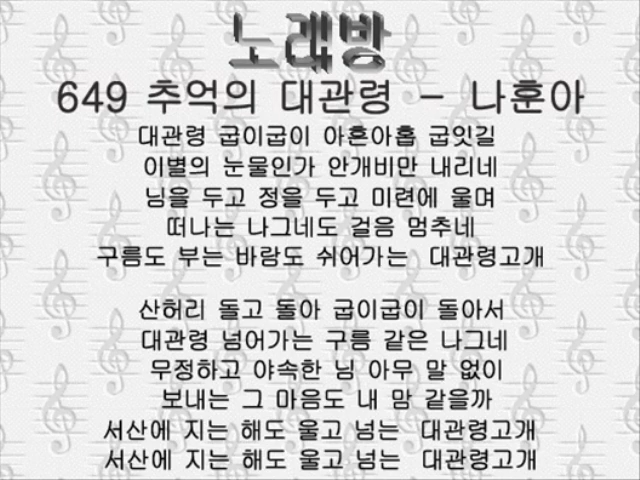 노래방
649 추억의 대관령 - 나훈아
대관령 굽이굽이 아흔아홉 굽잇길
이별의 눈물인가 안개비만 내리네
님을 두고 정을 두고 미련에 울며
떠나는 나그네도 걸음 멈추네
구름도 부는 바람도 쉬어가는 대관령고개
산허리 돌고 돌아 굽이굽이 돌아서
대관령 넘어가는 구름 같은 나그네
무정하고 야속한 님 아무 말 없이
보내는 그 마음도 내 맘 같을까
서산에 지는 해도 울고 넘는 대관령고개
서산에 지는 해도 울고 넘는 대관령고개